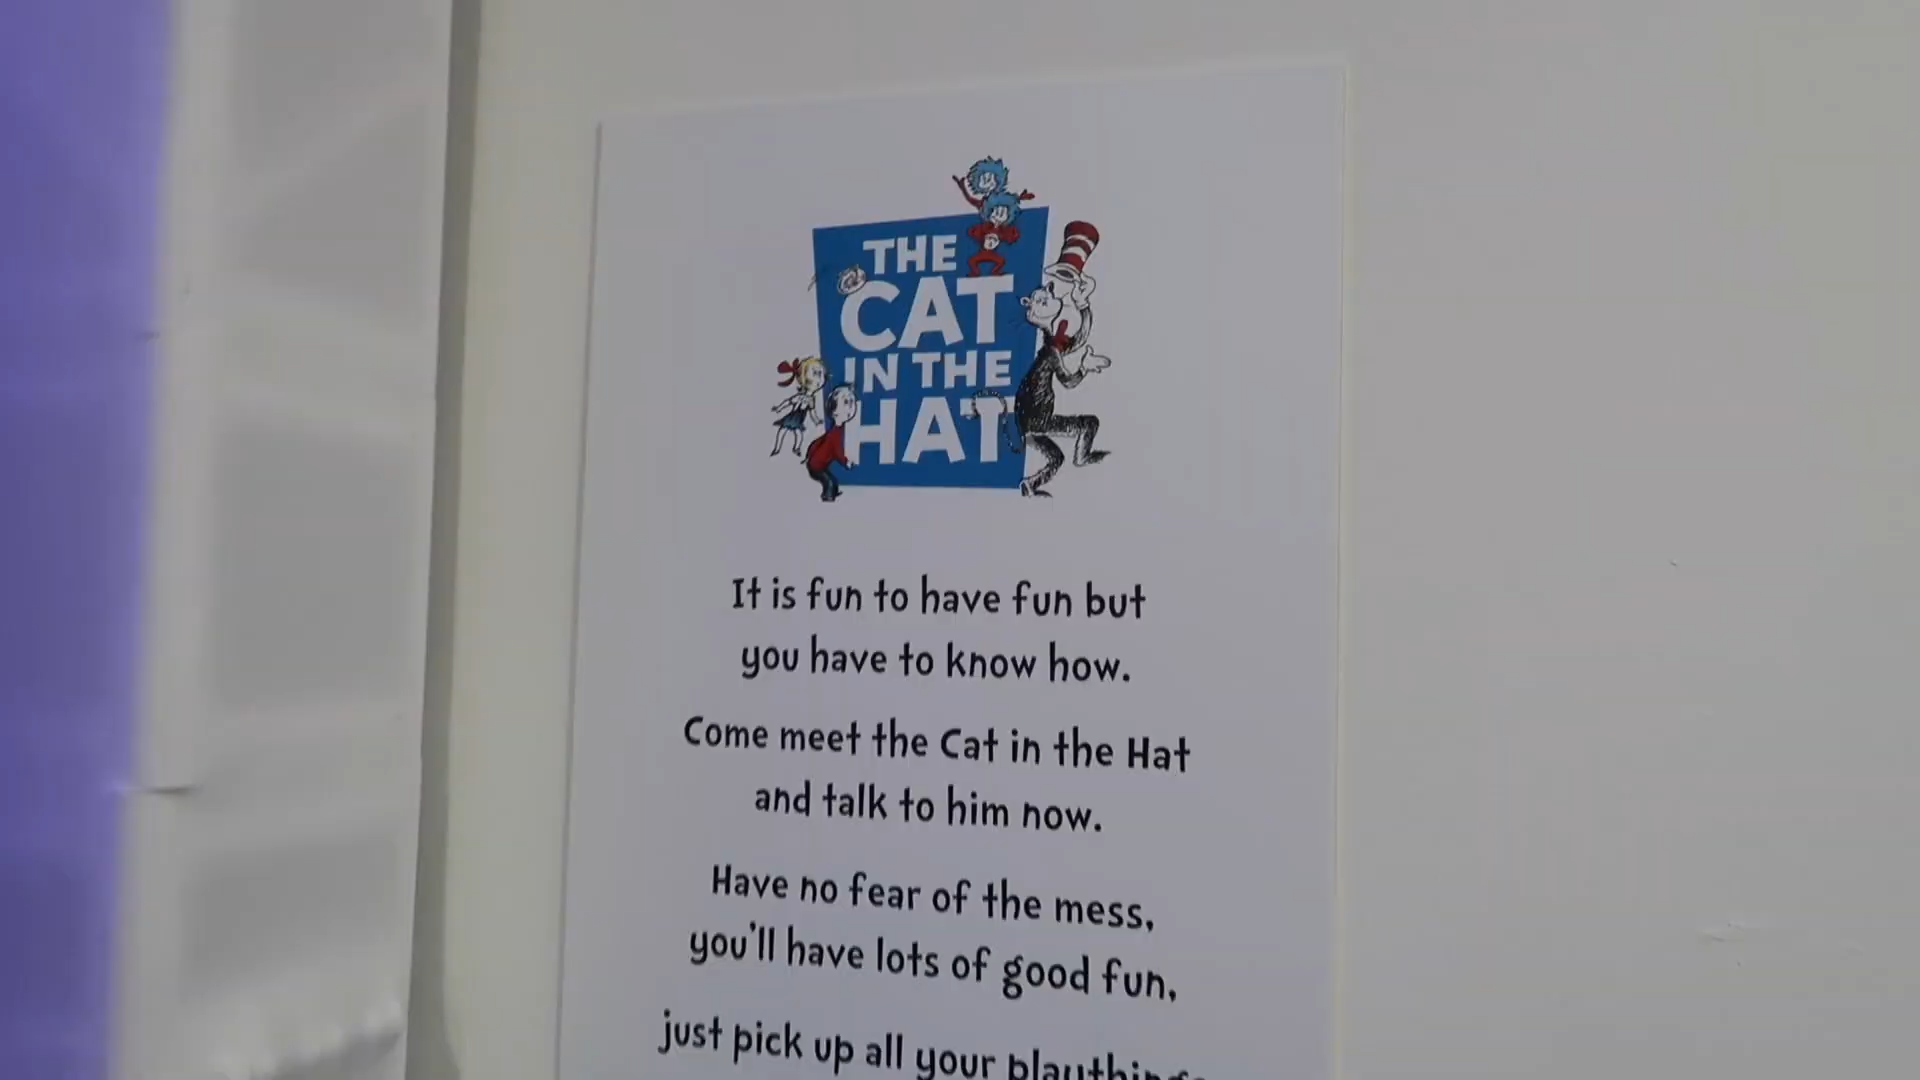 THE
CAT
IN THE
HAT
It is fun to have fun but
you have to know how.
Come meet the Cat in the Hat
and talk to him now.
Have no fear of the mess,
you'll have lots of good fun,
just pick up all your playthings